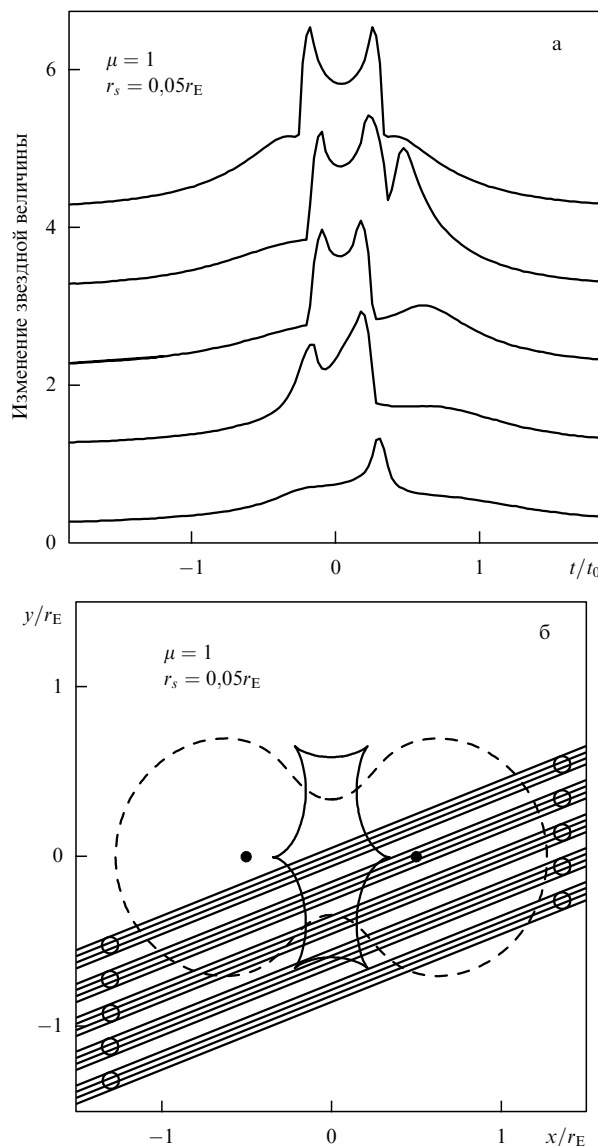 а
μ = 1
r_s = 0,05r_E
Изменение звездной величины
6
4
2
0
−1
0
1
t/t_0
y/r_E
б
μ = 1
r_s = 0,05r_E
1
0
−1
−1
0
1
x/r_E